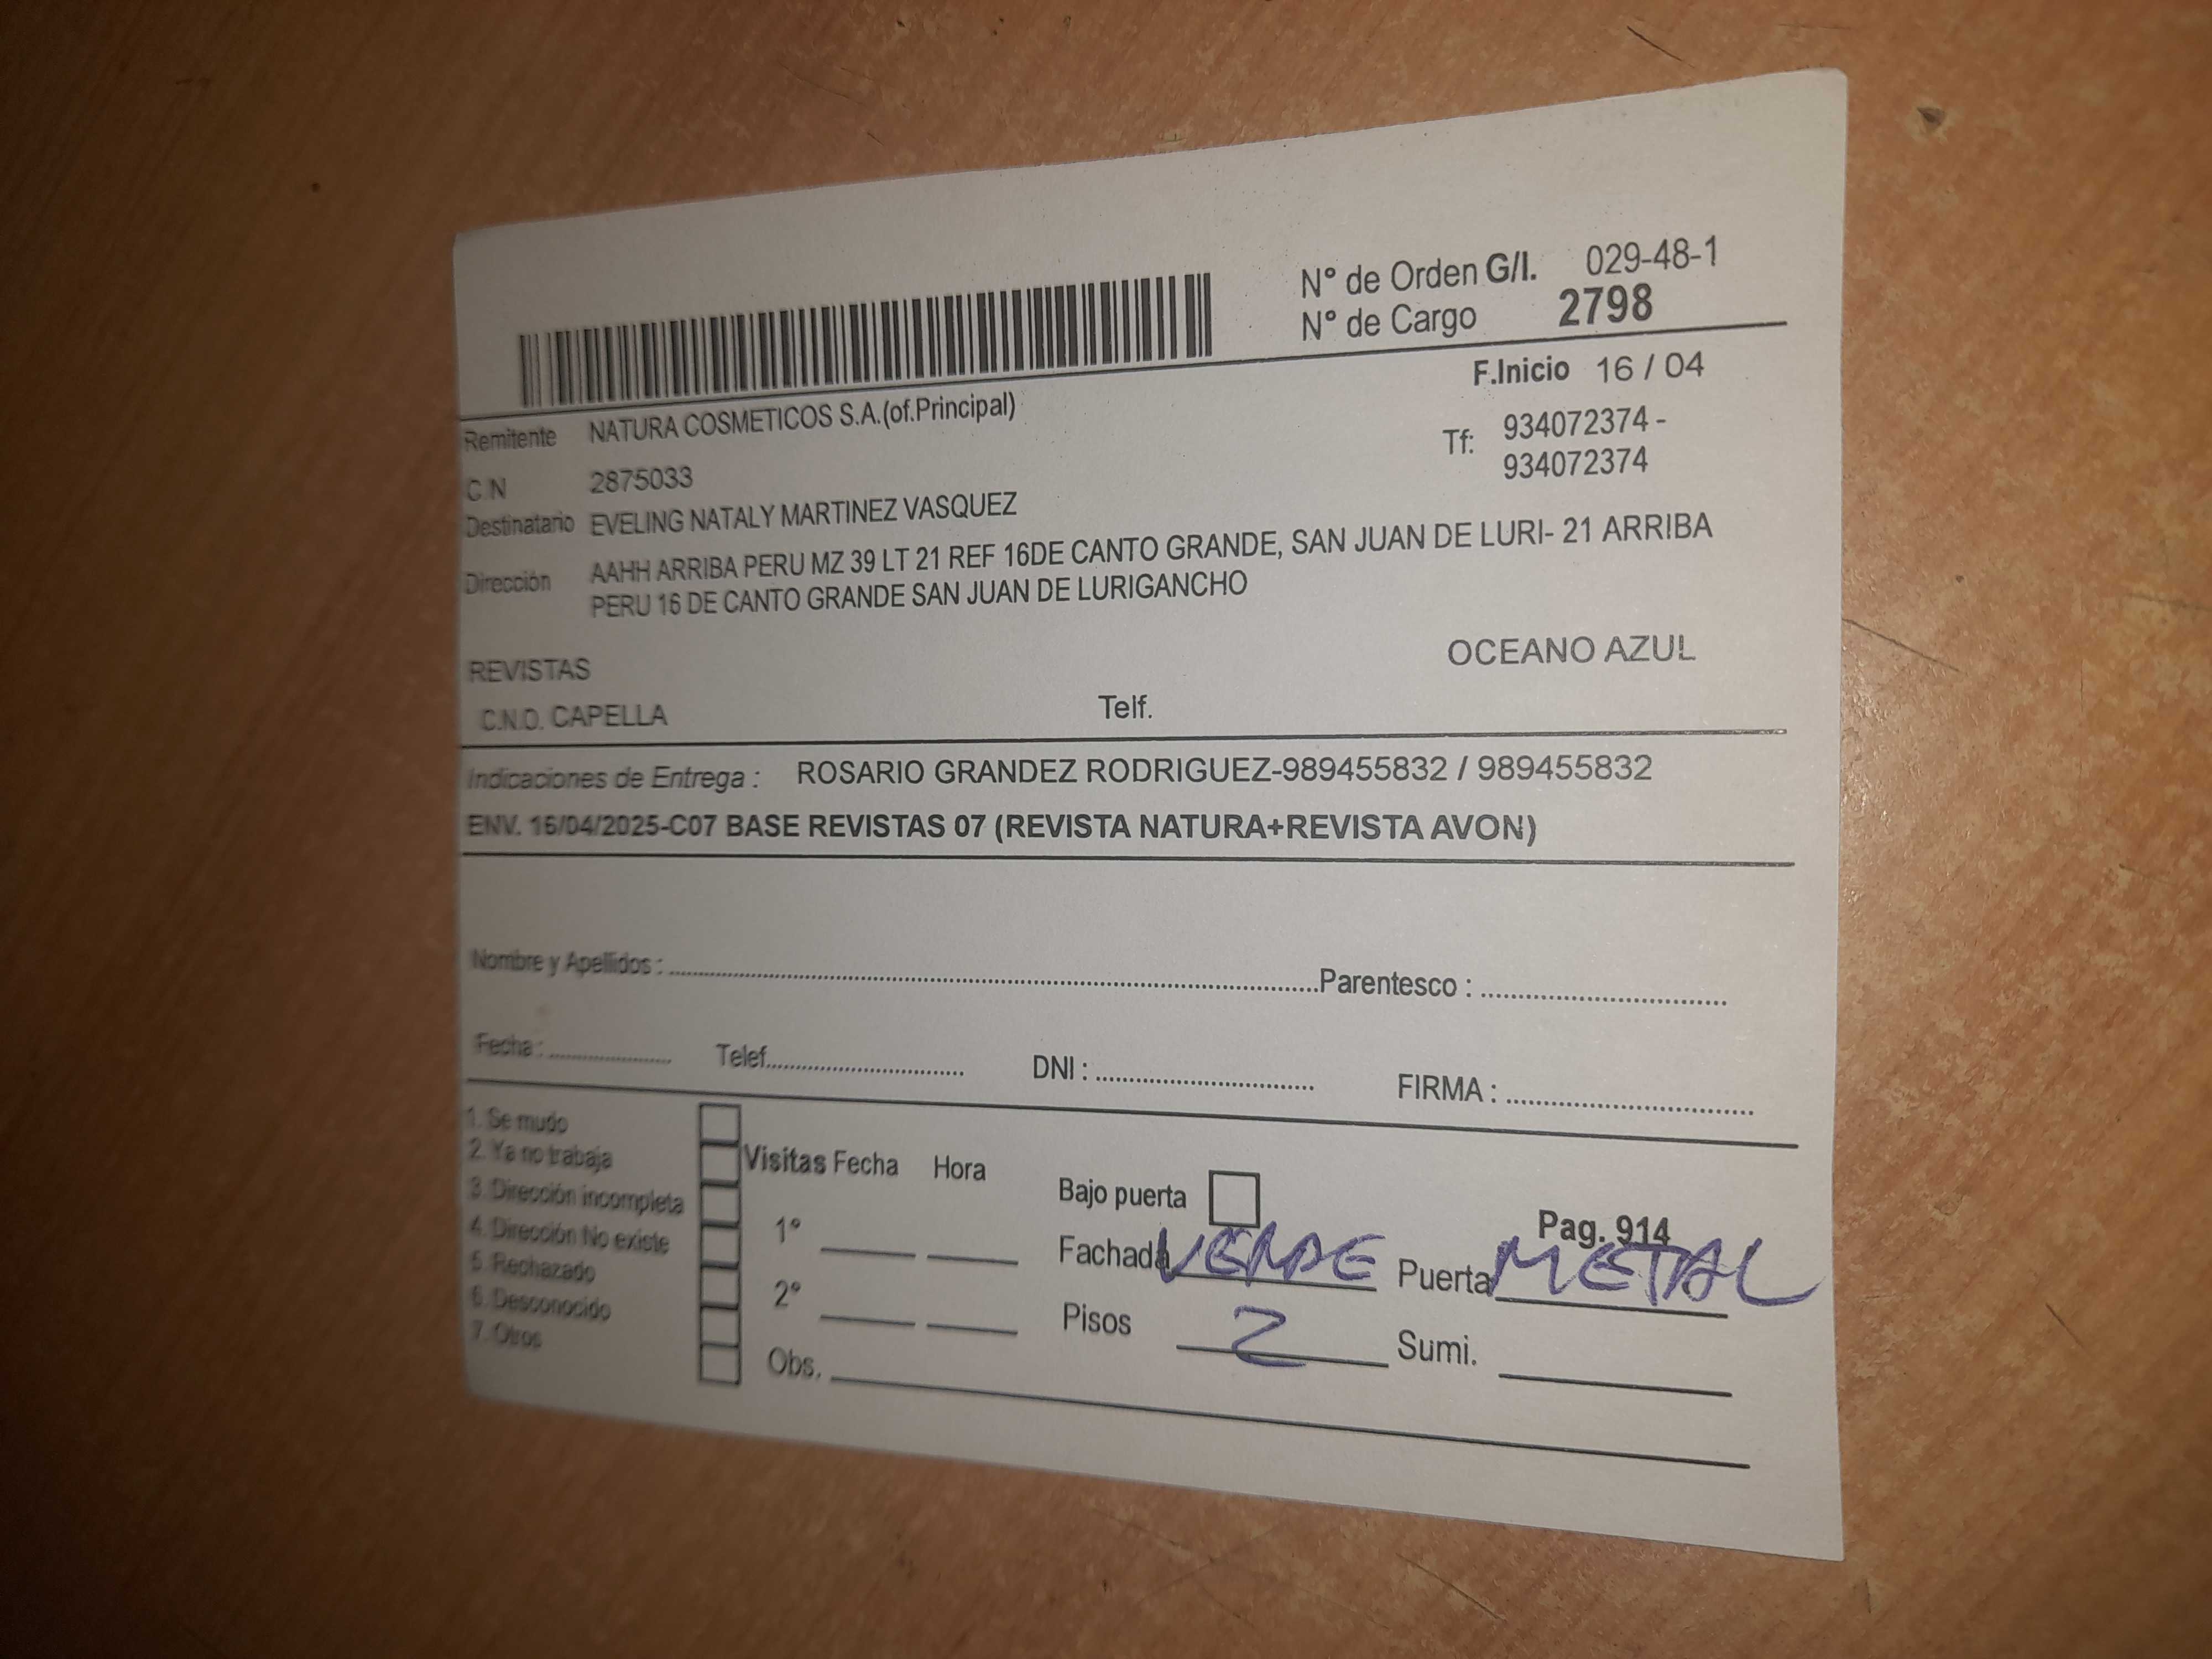 N° de Orden G/I. 029-48-1
N° de Cargo 2798
F.Inicio 16 / 04
Remitente NATURA COSMETICOS S.A.(of.Principal)
Tf: 934072374 -
934072374
C.N 2875033
Destinatario EVELING NATALY MARTINEZ VASQUEZ
Dirección AAHH ARRIBA PERU MZ 39 LT 21 REF 16DE CANTO GRANDE, SAN JUAN DE LURI- 21 ARRIBA
PERU 16 DE CANTO GRANDE SAN JUAN DE LURIGANCHO
REVISTAS OCEANO AZUL
C.N.O. CAPELLA Telf.
Indicaciones de Entrega : ROSARIO GRANDEZ RODRIGUEZ-989455832 / 989455832
ENV. 16/04/2025-C07 BASE REVISTAS 07 (REVISTA NATURA+REVISTA AVON)
Nombre y Apellidos : Parentesco :
Fecha : Telef. DNI : FIRMA :
1. Se mudo
2. Ya no trabaja Visitas Fecha Hora
3. Dirección incompleta Bajo puerta Pag. 914
4. Dirección No existe 1° Fachada VERDE Puerta METAL
5. Rechazado
6. Desconocido 2° Pisos 2 Sumi.
7. Otros
Obs.